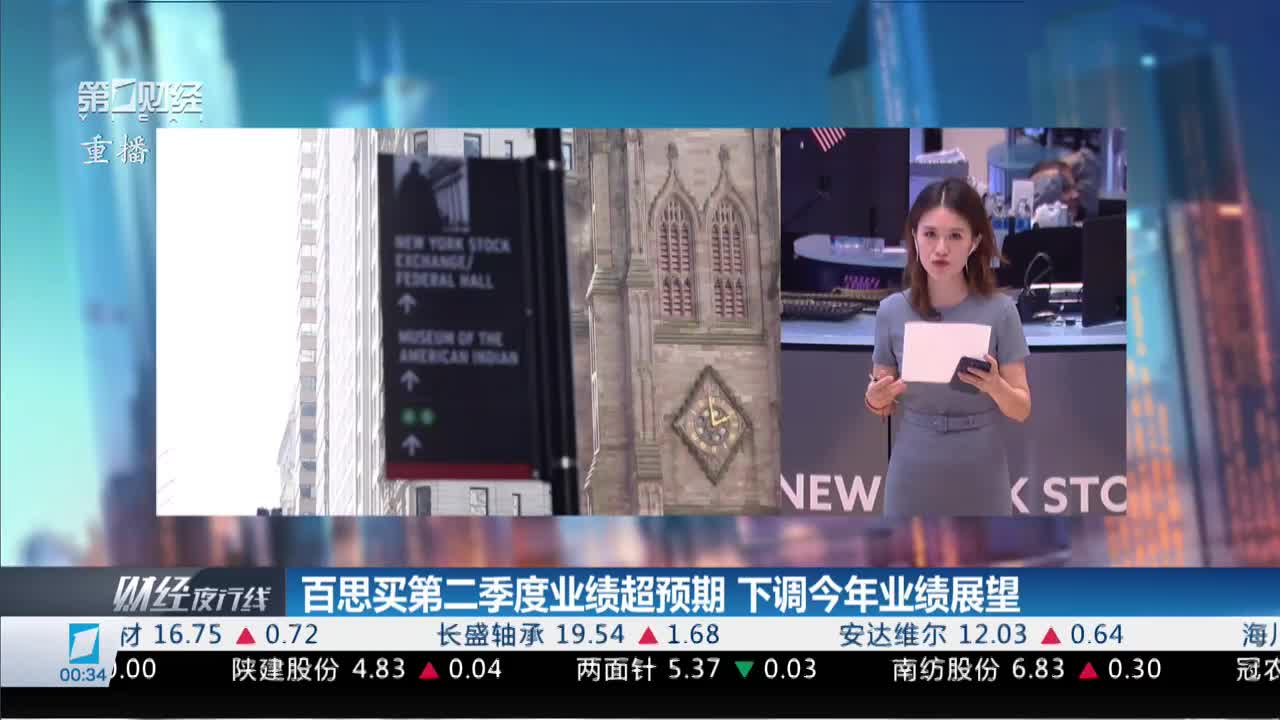 第一财经
YICAI
重播
NEW YORK STOCK
EXCHANGE/
FEDERAL HALL
MUSEUM OF THE
AMERICAN INDIAN
NEW K STO
财经夜行线
百思买第二季度业绩超预期 下调今年业绩展望
材 16.75 ▲ 0.72 长盛轴承 19.54 ▲ 1.68 安达维尔 12.03 ▲ 0.64 海
00:34
0.00 陕建股份 4.83 ▲ 0.04 两面针 5.37 ▼ 0.03 南纺股份 6.83 ▲ 0.30 冠农